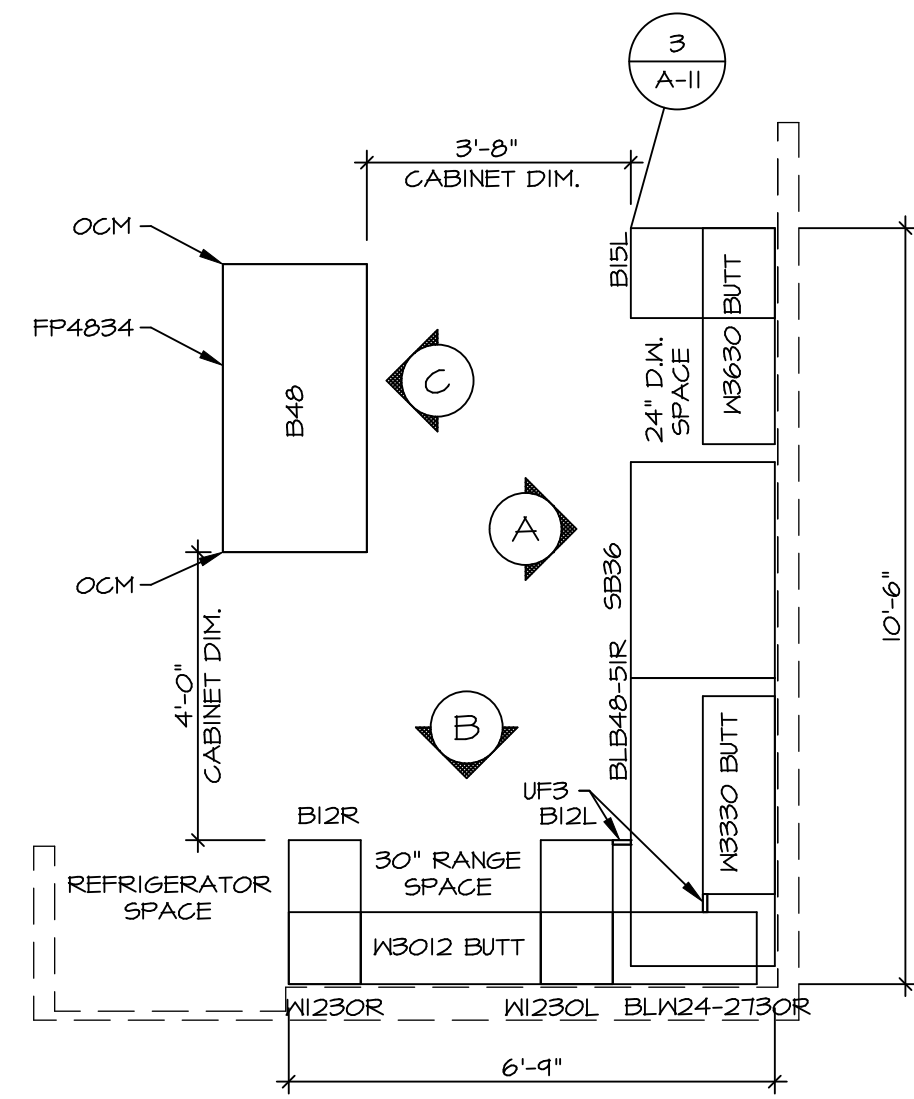 3
A-11
3'-8"
CABINET DIM.
OCM
FP4834
B48
OCM
B15L
W3630 BUTT
24" D.W.
SPACE
C
A
SB36
BLB48-51R
10'-6"
4'-0"
CABINET DIM.
B
W3330 BUTT
UF3
B12R
B12L
30" RANGE
SPACE
REFRIGERATOR
SPACE
W3012 BUTT
W1230R
W1230L
BLW24-2730R
6'-9"